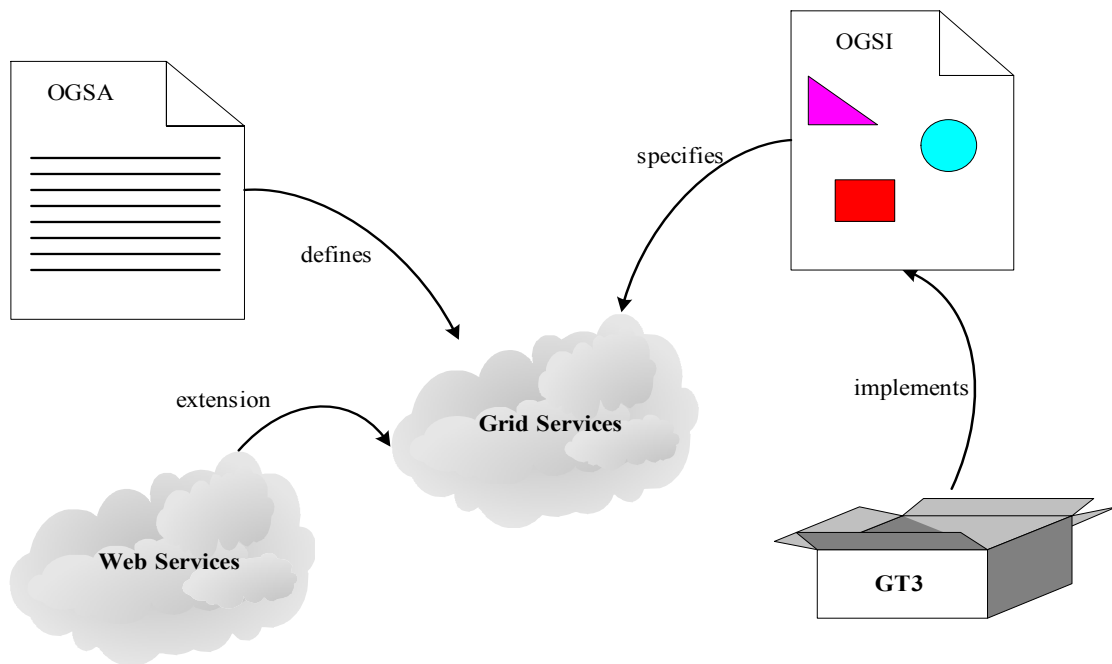 OGSI
OGSA
specifies
defines
implements
extension
Grid Services
Web Services
GT3